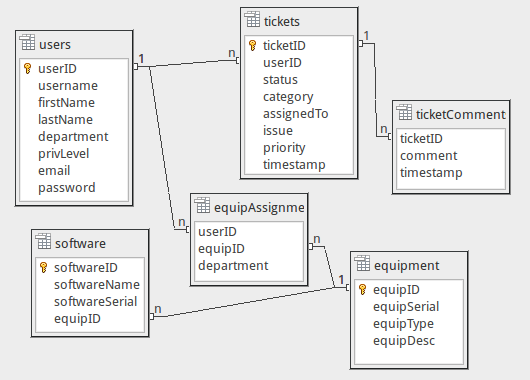 users
userID
username
firstName
lastName
department
privLevel
email
password
1
n
tickets
ticketID
userID
status
category
assignedTo
issue
priority
timestamp
1
n
ticketComment
ticketID
comment
timestamp
n
equipAssignme
userID
equipID
department
n
software
softwareID
softwareName
softwareSerial
equipID
n
1
equipment
equipID
equipSerial
equipType
equipDesc